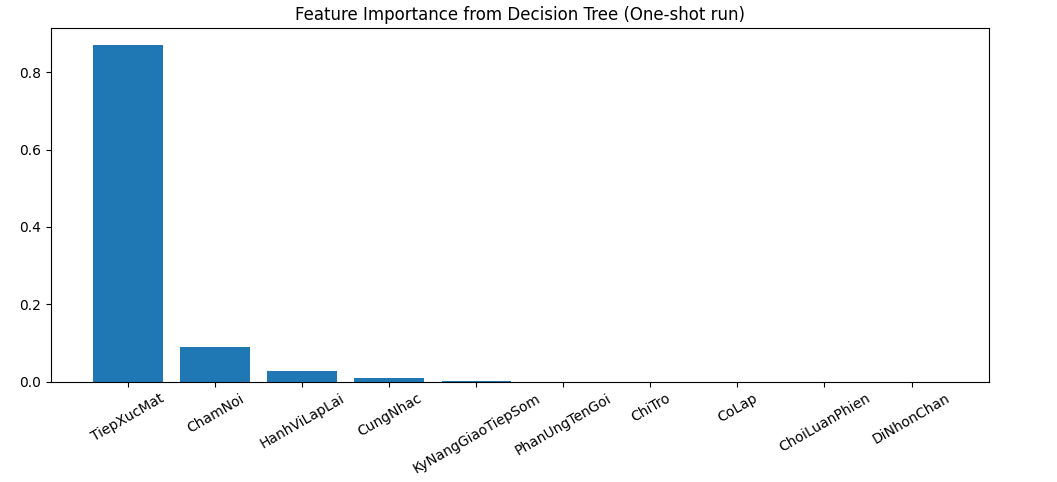 Feature Importance from Decision Tree (One-shot run)
0.8
0.6
0.4
0.2
0.0
TiepXucMat
ChamNoi
HanhViLapLai
CungNhac
KyNangGiaoTiepSom
PhanUngTenGoi
ChiTro
CoLap
ChoiLuanPhien
DiNhonChan